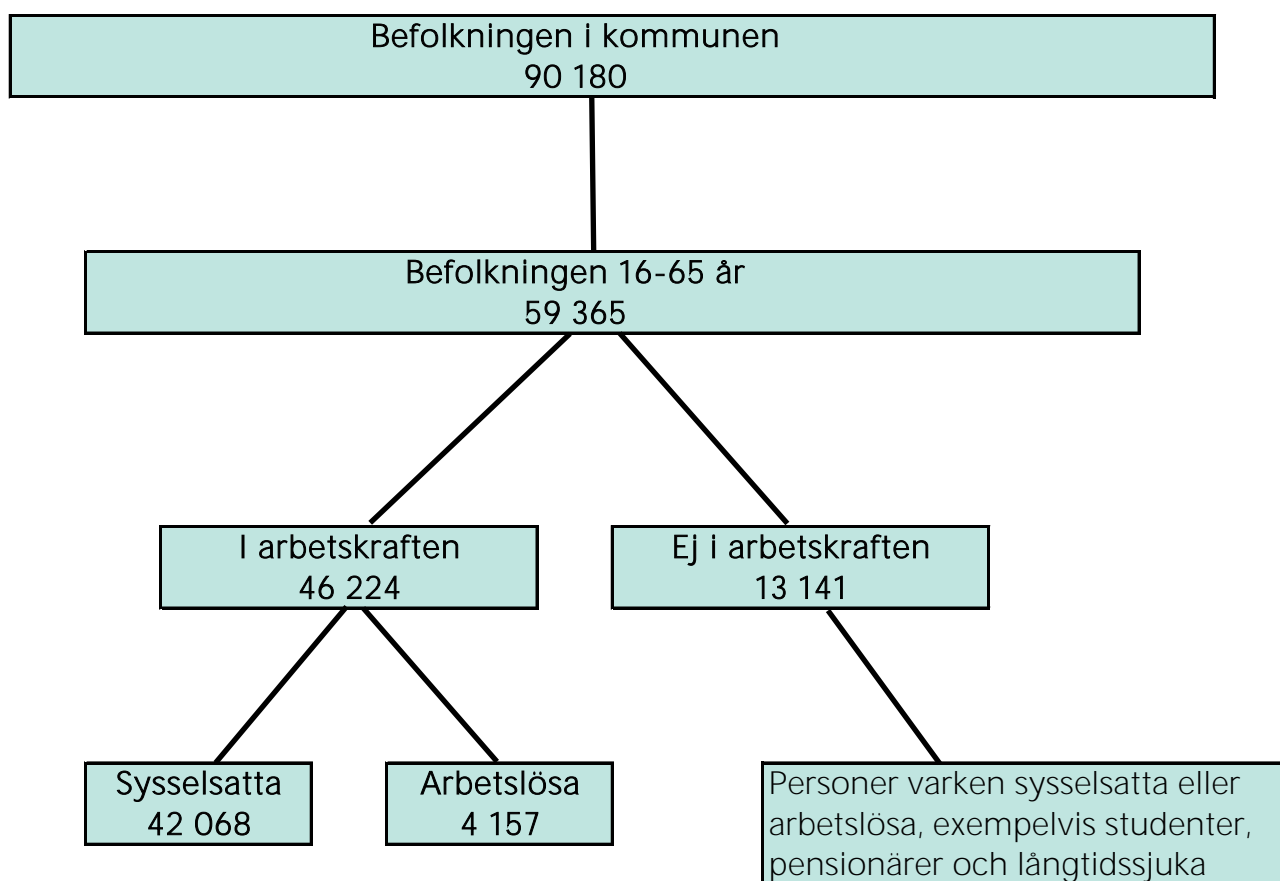 Befolkningen i kommunen
90 180
Befolkningen 16-65 år
59 365
I arbetskraften
46 224
Ej i arbetskraften
13 141
Sysselsatta
42 068
Arbetslösa
4 157
Personer varken sysselsatta eller
arbetslösa, exempelvis studenter,
pensionärer och långtidssjuka